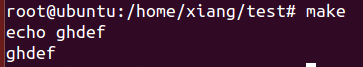 root@ubuntu:/home/xiang/test# make
echo ghdef
ghdef